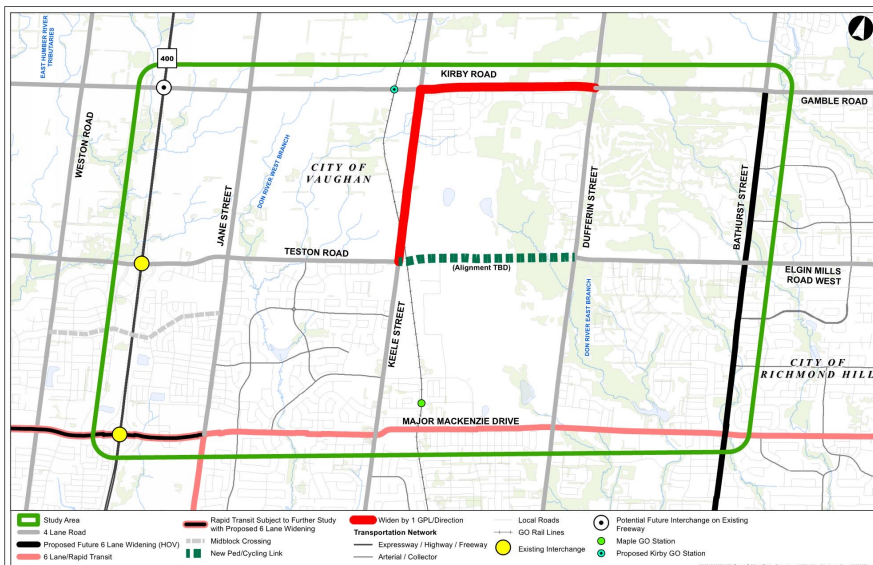 EAST HUMBER RIVER
TRIBUTARIES
400
KIRBY ROAD
GAMBLE ROAD
WESTON ROAD
CITY OF
VAUGHAN
DON RIVER WEST BRANCH
JANE STREET
DUFFERIN STREET
BATHURST STREET
TESTON ROAD
(Alignment TBD)
ELGIN MILLS
ROAD WEST
KEELE STREET
DON RIVER EAST BRANCH
CITY OF
RICHMOND HILL
MAJOR MACKENZIE DRIVE
Study Area
4 Lane Road
Proposed Future 6 Lane Widening (HOV)
6 Lane/Rapid Transit
Rapid Transit Subject to Further Study
with Proposed 6 Lane Widening
Midblock Crossing
New Ped/Cycling Link
Widen by 1 GPL/Direction
Transportation Network
Expressway / Highway / Freeway
Arterial / Collector
Local Roads
GO Rail Lines
Existing Interchange
Potential Future Interchange on Existing
Freeway
Maple GO Station
Proposed Kirby GO Station